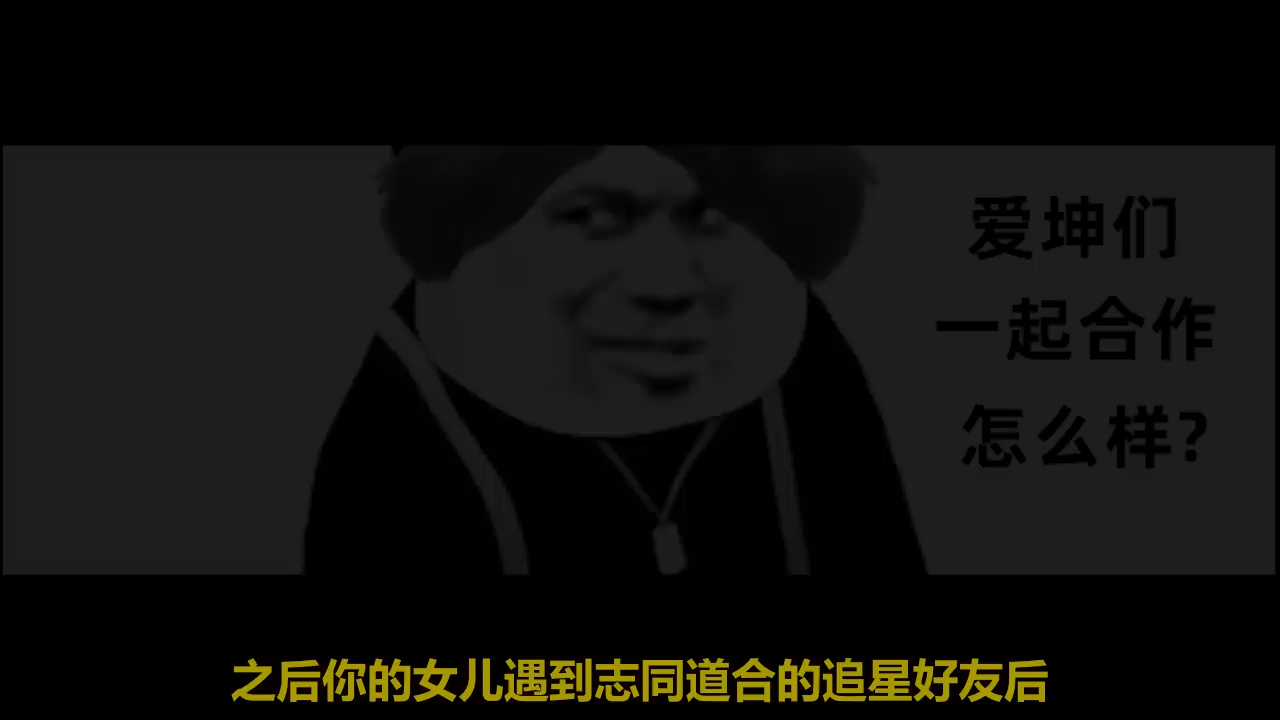 爱坤们
一起合作
怎么样?
之后你的女儿遇到志同道合的追星好友后